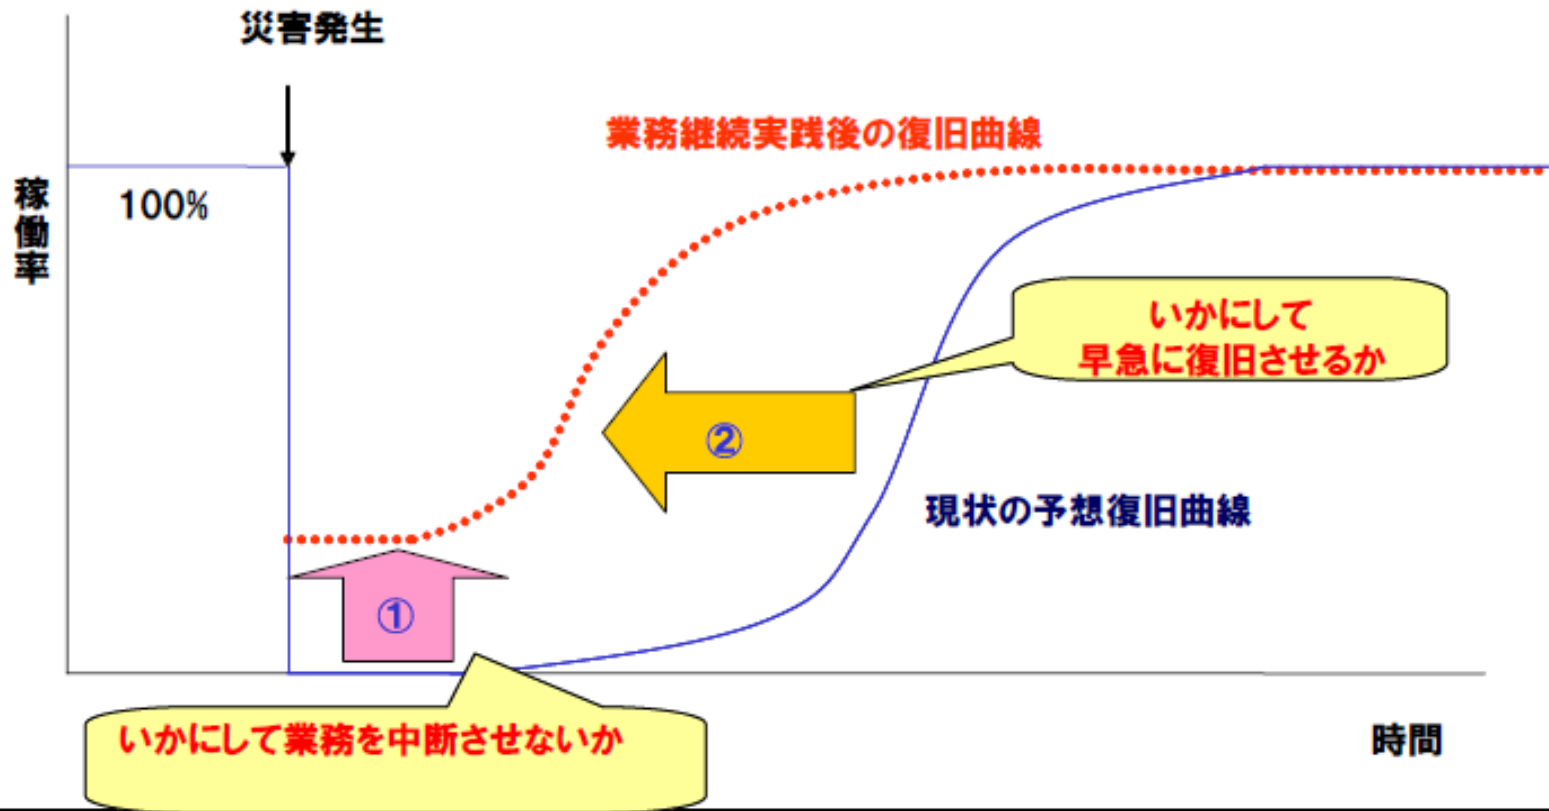 災害発生
業務継続実践後の復旧曲線
稼働率
100%
いかにして
早急に復旧させるか
②
現状の予想復旧曲線
①
いかにして業務を中断させないか
時間